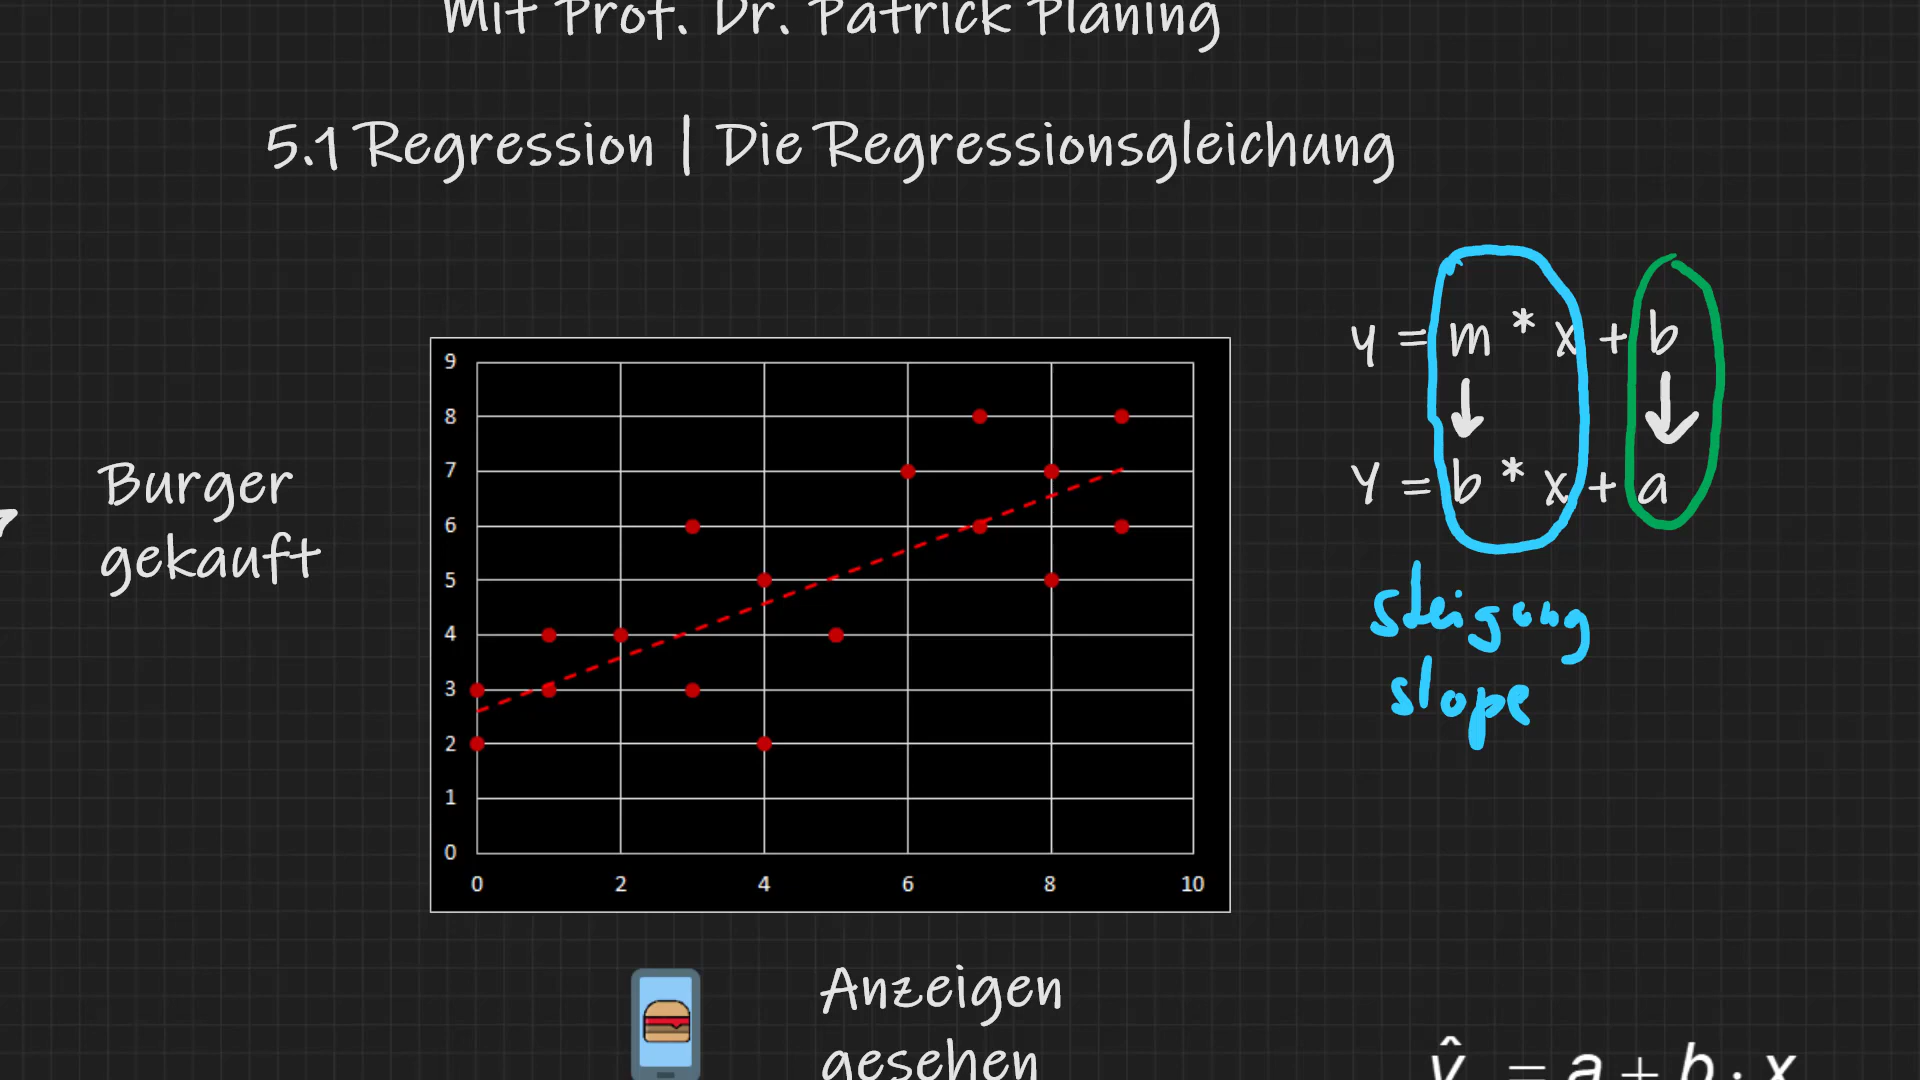 Mit Prof. Dr. Patrick Planing
5.1 Regression | Die Regressionsgleichung
y = m * x + b
Y = b * x + a
Steigung
slope
Burger
gekauft
9
8
7
6
5
4
3
2
1
0
0 2 4 6 8 10
Anzeigen
gesehen
ŷ = a + b · x